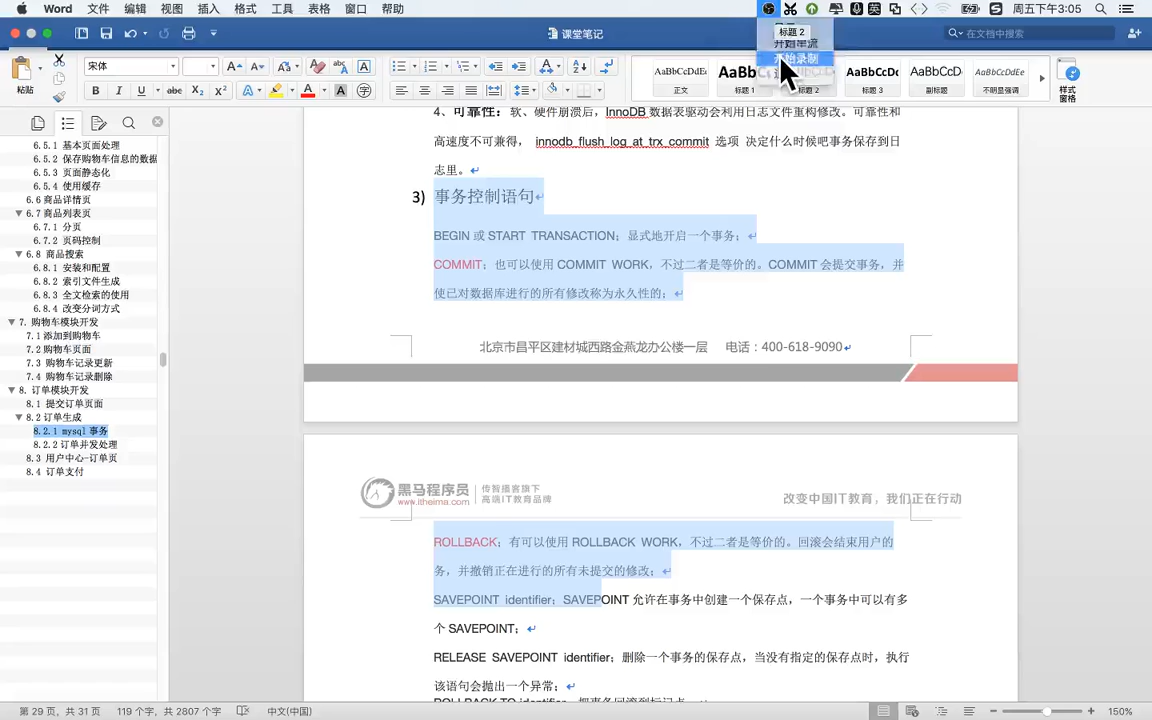 Word 文件 编辑 视图 插入 格式 工具 表格 窗口 帮助
周五下午3:05
课堂笔记
在文档中搜索
标题 2
开始录制
粘贴
宋体
AaBbCcDdEe
AaBb
AaBbCcDc
AaBbCcD
AaBbCcDdEe
正文
标题 1
标题 2
标题 3
副标题
不明显强调
样式
窗格
6.5.1 基本页面处理
6.5.2 保存购物车信息的数据
6.5.3 页面静态化
6.5.4 使用缓存
6.6 商品详情页
6.7 商品列表页
6.7.1 分页
6.7.2 页码控制
6.8 商品搜索
6.8.1 安装和配置
6.8.2 索引文件生成
6.8.3 全文检索的使用
6.8.4 改变分词方式
7. 购物车模块开发
7.1 添加到购物车
7.2 购物车页面
7.3 购物车记录更新
7.4 购物车记录删除
8. 订单模块开发
8.1 提交订单页面
8.2 订单生成
8.2.1 mysql 事务
8.2.2 订单并发处理
8.3 用户中心-订单页
8.4 订单支付
4、可靠性：软、硬件崩溃后，InnoDB 数据表驱动会利用日志文件重构修改。可靠性和
高速度不可兼得， innodb_flush_log_at_trx_commit 选项 决定什么时候吧事务保存到日
志里。
3) 事务控制语句
BEGIN 或 START TRANSACTION；显式地开启一个事务；
COMMIT；也可以使用 COMMIT WORK，不过二者是等价的。COMMIT 会提交事务，并
使已对数据库进行的所有修改称为永久性的；
北京市昌平区建材城西路金燕龙办公楼一层 电话：400-618-9090
黑马程序员
www.itheima.com
传智播客旗下
高端IT教育品牌
改变中国IT教育，我们正在行动
ROLLBACK；有可以使用 ROLLBACK WORK，不过二者是等价的。回滚会结束用户的
务，并撤销正在进行的所有未提交的修改；
SAVEPOINT identifier；SAVEPOINT 允许在事务中创建一个保存点，一个事务中可以有多
个 SAVEPOINT；
RELEASE SAVEPOINT identifier；删除一个事务的保存点，当没有指定的保存点时，执行
该语句会抛出一个异常；
ROLLBACK TO identifier；把事务回滚到标记点
第 29 页，共 31 页 119 个字，共 2807 个字 中文(中国) 150%